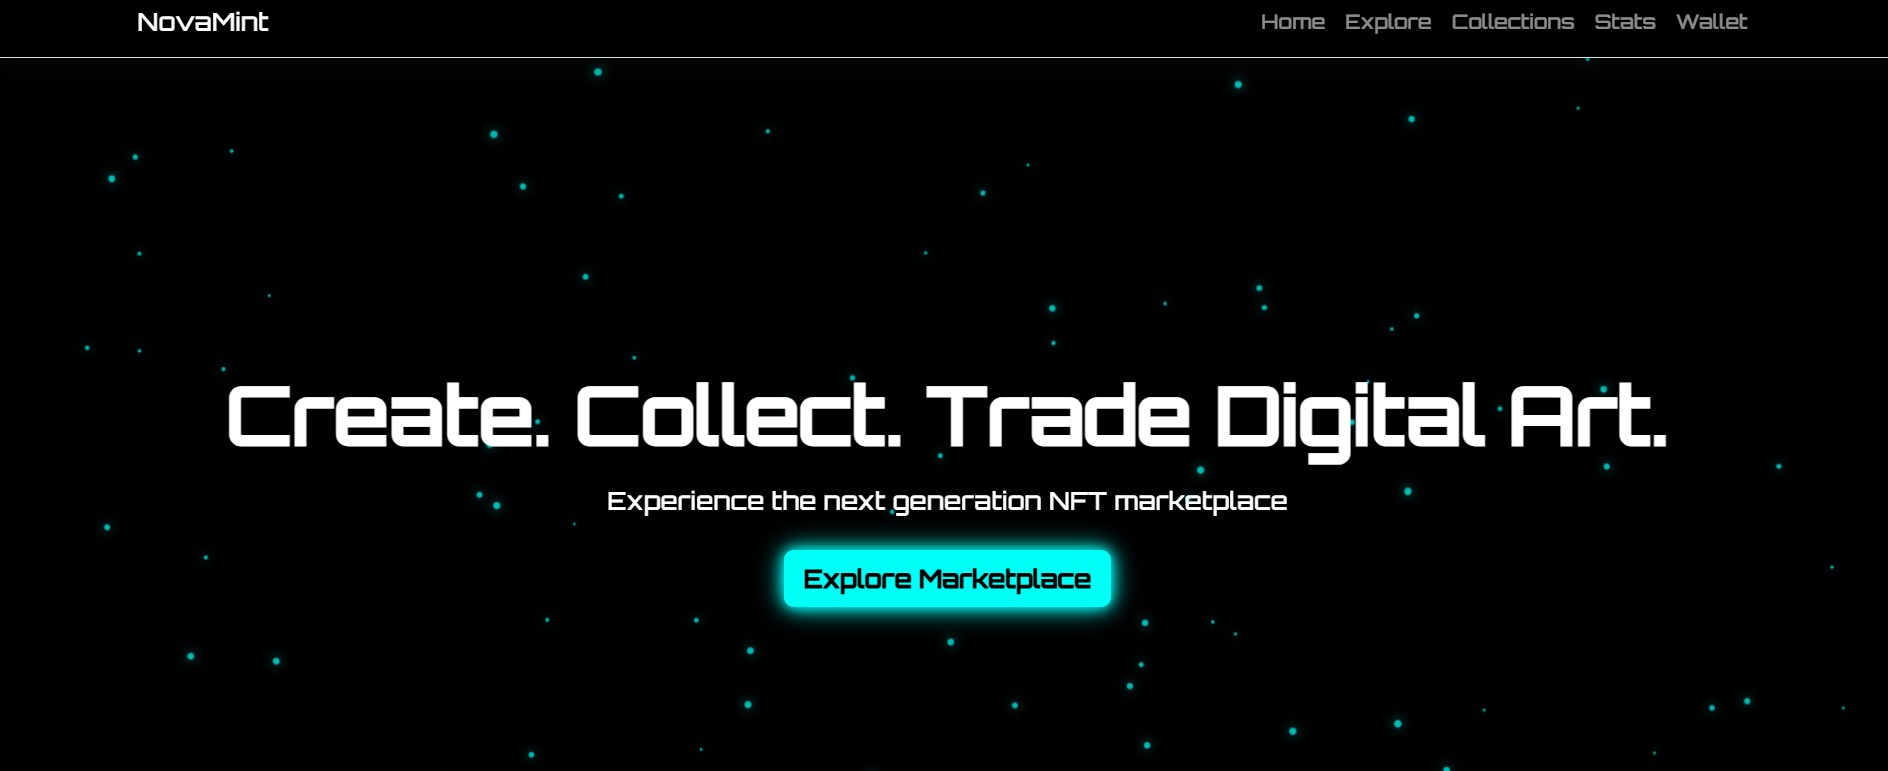 NovaMint
Home Explore Collections Stats Wallet
Create. Collect. Trade Digital Art.
Experience the next generation NFT marketplace
Explore Marketplace